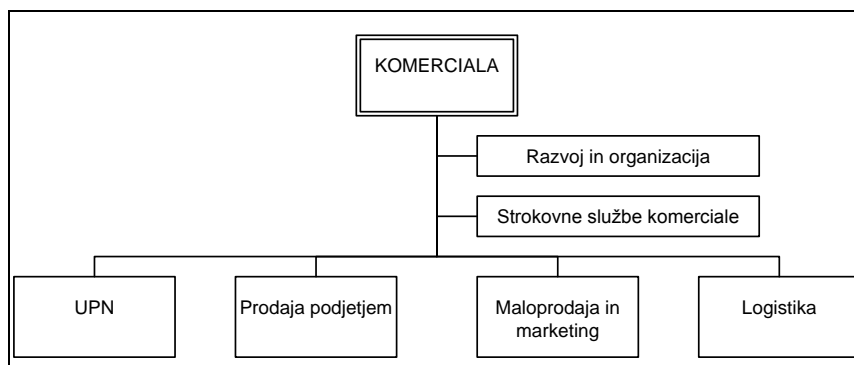 KOMERCIALA
Razvoj in organizacija
Strokovne službe komerciale
UPN
Prodaja podjetjem
Maloprodaja in
marketing
Logistika